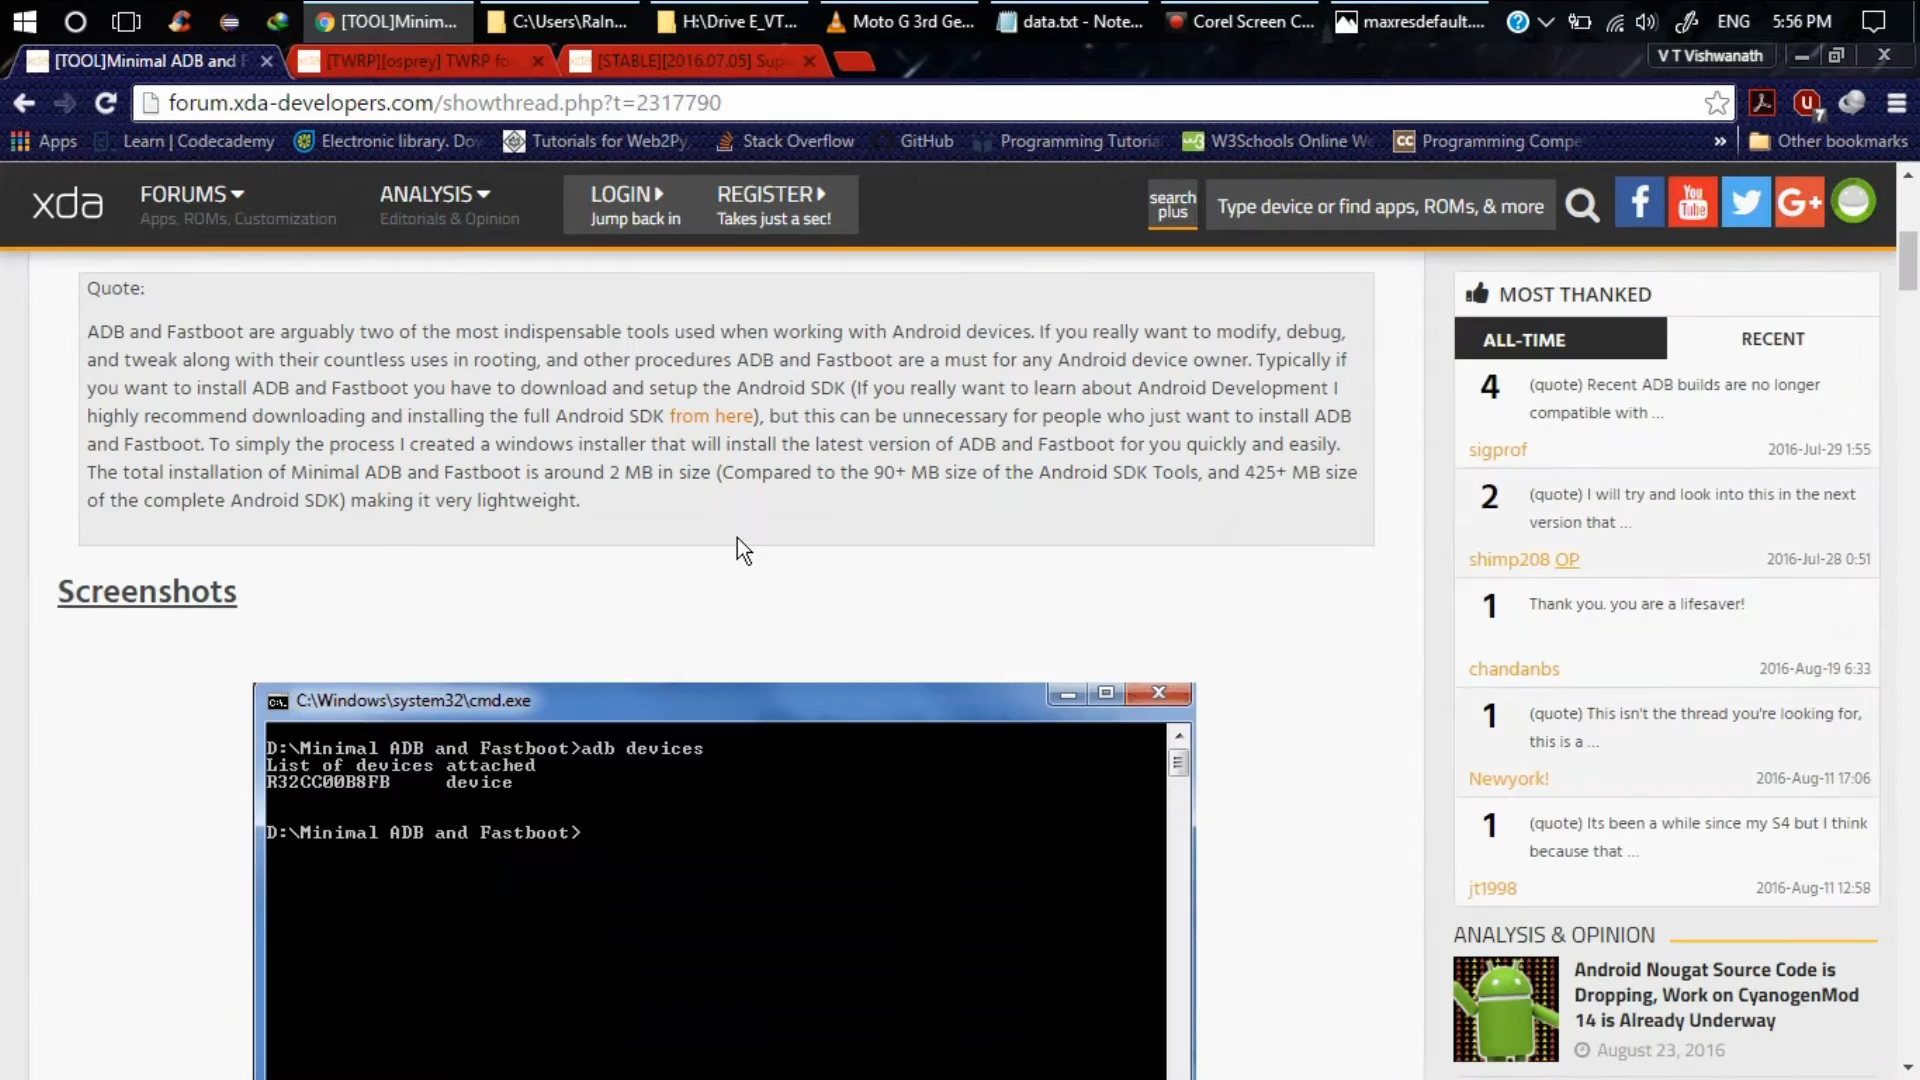 [TOOL]Minim...
C:\Users\Raln...
H:\Drive E_VT...
Moto G 3rd Ge...
data.txt - Note...
Corel Screen C...
maxresdefault....
ENG
5:56 PM
[TOOL]Minimal ADB and F
[TWRP][osprey] TWRP fo
[STABLE][2016.07.05] Sup
V T Vishwanath
forum.xda-developers.com/showthread.php?t=2317790
7
Apps
Learn | Codecademy
Electronic library. Do
Tutorials for Web2Py
Stack Overflow
GitHub
Programming Tutoria
W3Schools Online We
CC
Programming Compe
»
Other bookmarks
xda
FORUMS
Apps, ROMs, Customization
ANALYSIS
Editorials & Opinion
LOGIN
Jump back in
REGISTER
Takes just a sec!
search
plus
Type device or find apps, ROMs, & more
You
Tube
G+
Quote:
ADB and Fastboot are arguably two of the most indispensable tools used when working with Android devices. If you really want to modify, debug,
and tweak along with their countless uses in rooting, and other procedures ADB and Fastboot are a must for any Android device owner. Typically if
you want to install ADB and Fastboot you have to download and setup the Android SDK (If you really want to learn about Android Development I
highly recommend downloading and installing the full Android SDK from here), but this can be unnecessary for people who just want to install ADB
and Fastboot. To simply the process I created a windows installer that will install the latest version of ADB and Fastboot for you quickly and easily.
The total installation of Minimal ADB and Fastboot is around 2 MB in size (Compared to the 90+ MB size of the Android SDK Tools, and 425+ MB size
of the complete Android SDK) making it very lightweight.
Screenshots
C:\Windows\system32\cmd.exe
D:\Minimal ADB and Fastboot>adb devices
List of devices attached
R32CC00B8FB device
D:\Minimal ADB and Fastboot>
MOST THANKED
ALL-TIME
RECENT
4
(quote) Recent ADB builds are no longer
compatible with ...
sigprof
2016-Jul-29 1:55
2
(quote) I will try and look into this in the next
version that ...
shimp208 OP
2016-Jul-28 0:51
1
Thank you. you are a lifesaver!
chandanbs
2016-Aug-19 6:33
1
(quote) This isn't the thread you're looking for,
this is a ...
Newyork!
2016-Aug-11 17:06
1
(quote) Its been a while since my S4 but I think
because that ...
jt1998
2016-Aug-11 12:58
ANALYSIS & OPINION
Android Nougat Source Code is
Dropping, Work on CyanogenMod
14 is Already Underway
August 23, 2016